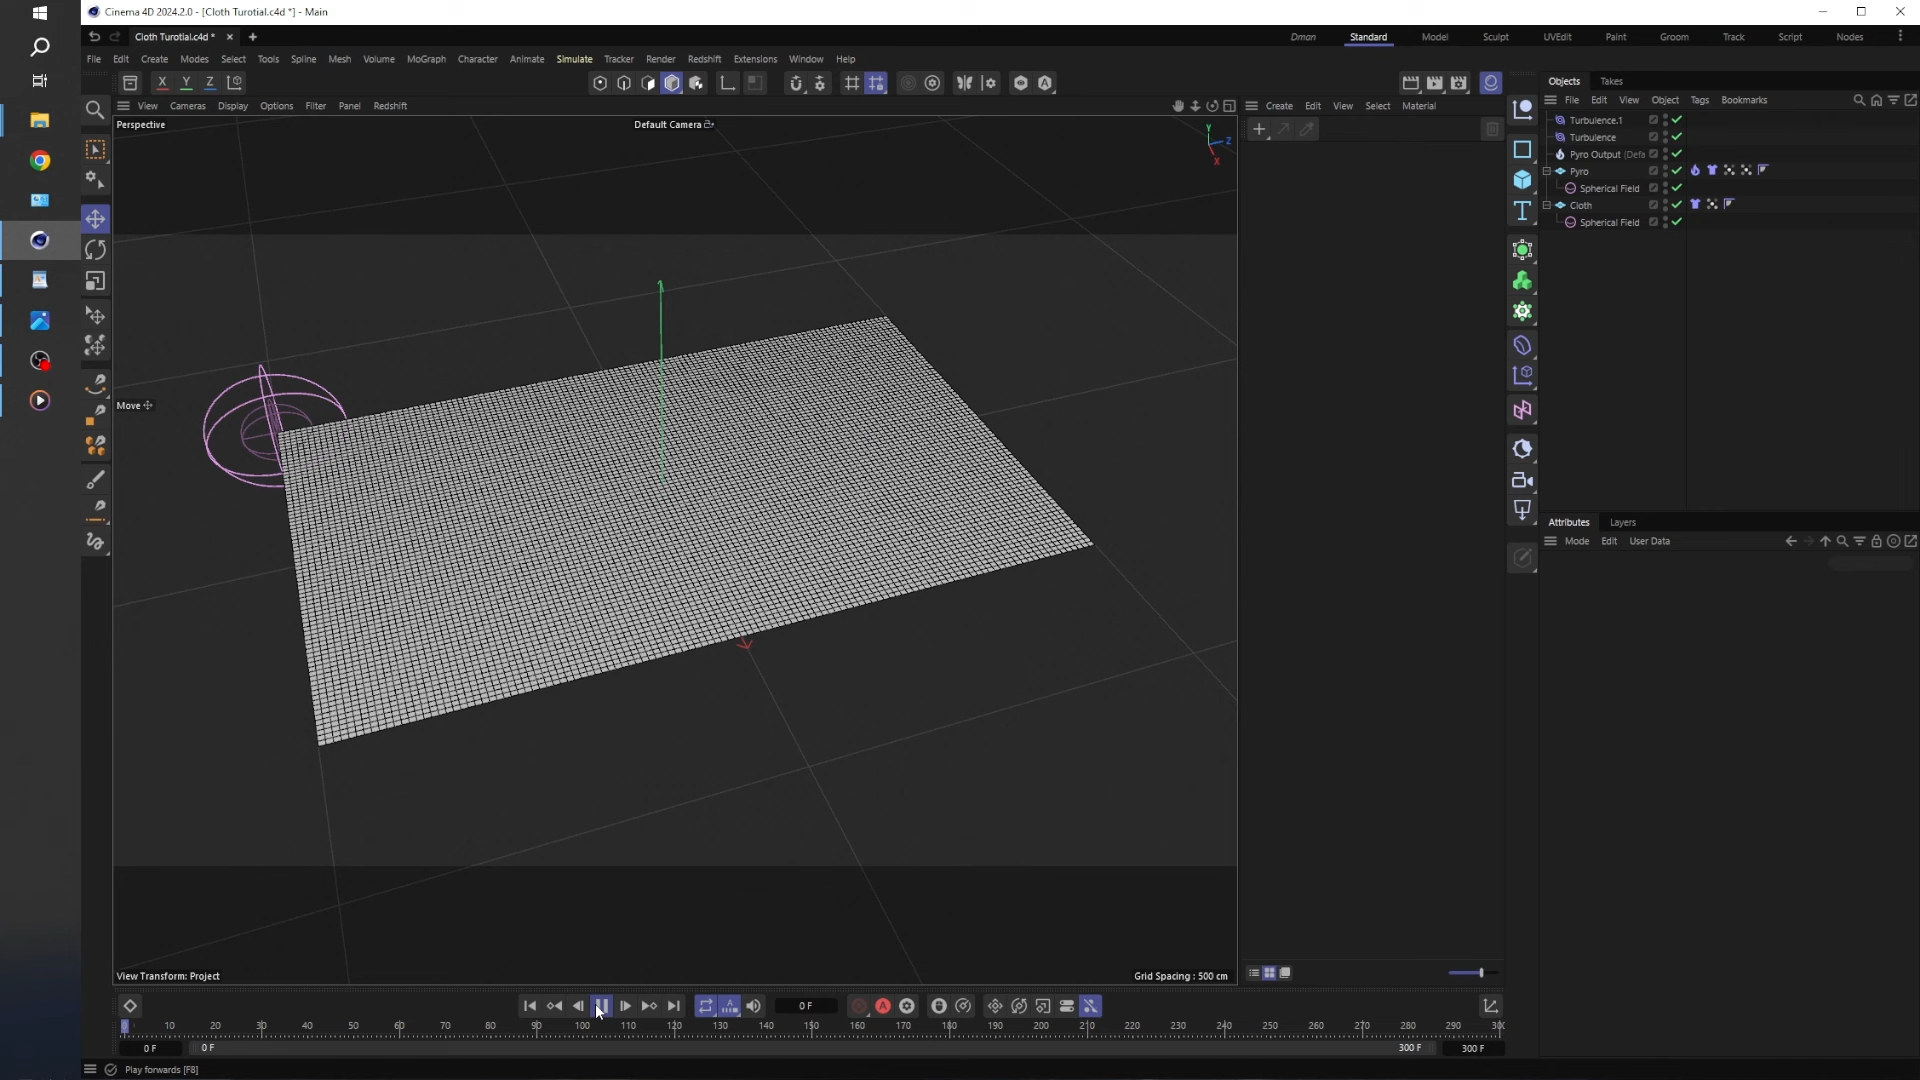 Cinema 4D 2024.2.0 - [Cloth Turotial.c4d *] - Main
Cloth Turotial.c4d *
Dman Standard Model Sculpt UVEdit Paint Groom Track Script Nodes
File Edit Create Modes Select Tools Spline Mesh Volume MoGraph Character Animate Simulate Tracker Render Redshift Extensions Window Help
X Y Z
Objects Takes
View Cameras Display Options Filter Panel Redshift
Create Edit View Select Material
File Edit View Object Tags Bookmarks
Perspective
Default Camera
Y
Z
X
Turbulence.1
Turbulence
Pyro Output (Defa
Pyro
Spherical Field
Cloth
Spherical Field
Move
Attributes Layers
Mode Edit User Data
View Transform: Project
Grid Spacing : 500 cm
0 F
0 10 20 30 40 50 60 70 80 90 100 110 120 130 140 150 160 170 180 190 200 210 220 230 240 250 260 270 280 290 30
0 F 0 F 300 F 300 F
Play forwards [F8]